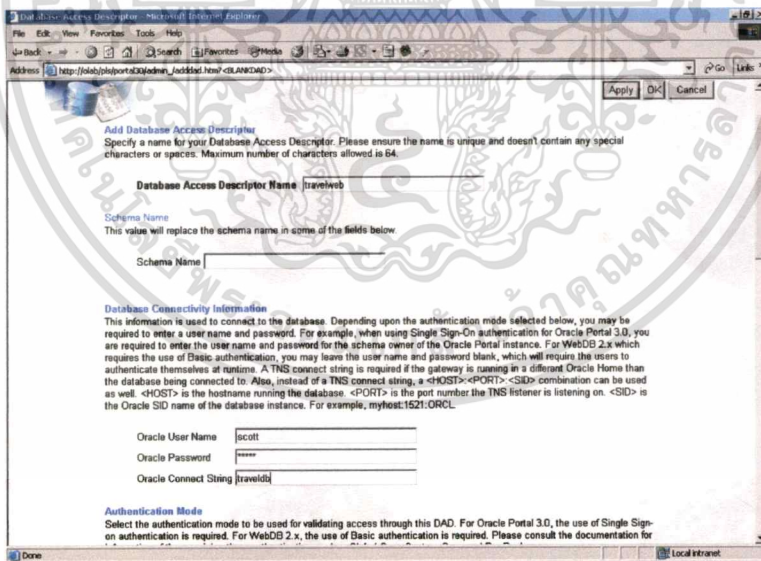 Database Access Descriptor - Microsoft Internet Explorer
File Edit View Favorites Tools Help
Back Search Favorites Media
Address http://olab/pls/portal30/admin_/adddad.htm?<BLANKDAD> Go Links
Apply OK Cancel
Add Database Access Descriptor
Specify a name for your Database Access Descriptor. Please ensure the name is unique and doesn't contain any special
characters or spaces. Maximum number of characters allowed is 64.
Database Access Descriptor Name travelweb
Schema Name
This value will replace the schema name in some of the fields below.
Schema Name
Database Connectivity Information
This information is used to connect to the database. Depending upon the authentication mode selected below, you may be
required to enter a user name and password. For example, when using Single Sign-On authentication for Oracle Portal 3.0, you
are required to enter the user name and password for the schema owner of the Oracle Portal instance. For WebDB 2.x which
requires the use of Basic authentication, you may leave the user name and password blank, which will require the users to
authenticate themselves at runtime. A TNS connect string is required if the gateway is running in a different Oracle Home than
the database being connected to. Also, instead of a TNS connect string, a <HOST>:<PORT>:<SID> combination can be used
as well. <HOST> is the hostname running the database. <PORT> is the port number the TNS listener is listening on. <SID> is
the Oracle SID name of the database instance. For example, myhost:1521:ORCL.
Oracle User Name scott
Oracle Password *****
Oracle Connect String traveldb
Authentication Mode
Select the authentication mode to be used for validating access through this DAD. For Oracle Portal 3.0, the use of Single Sign-
on authentication is required. For WebDB 2.x, the use of Basic authentication is required. Please consult the documentation for
Done Local intranet